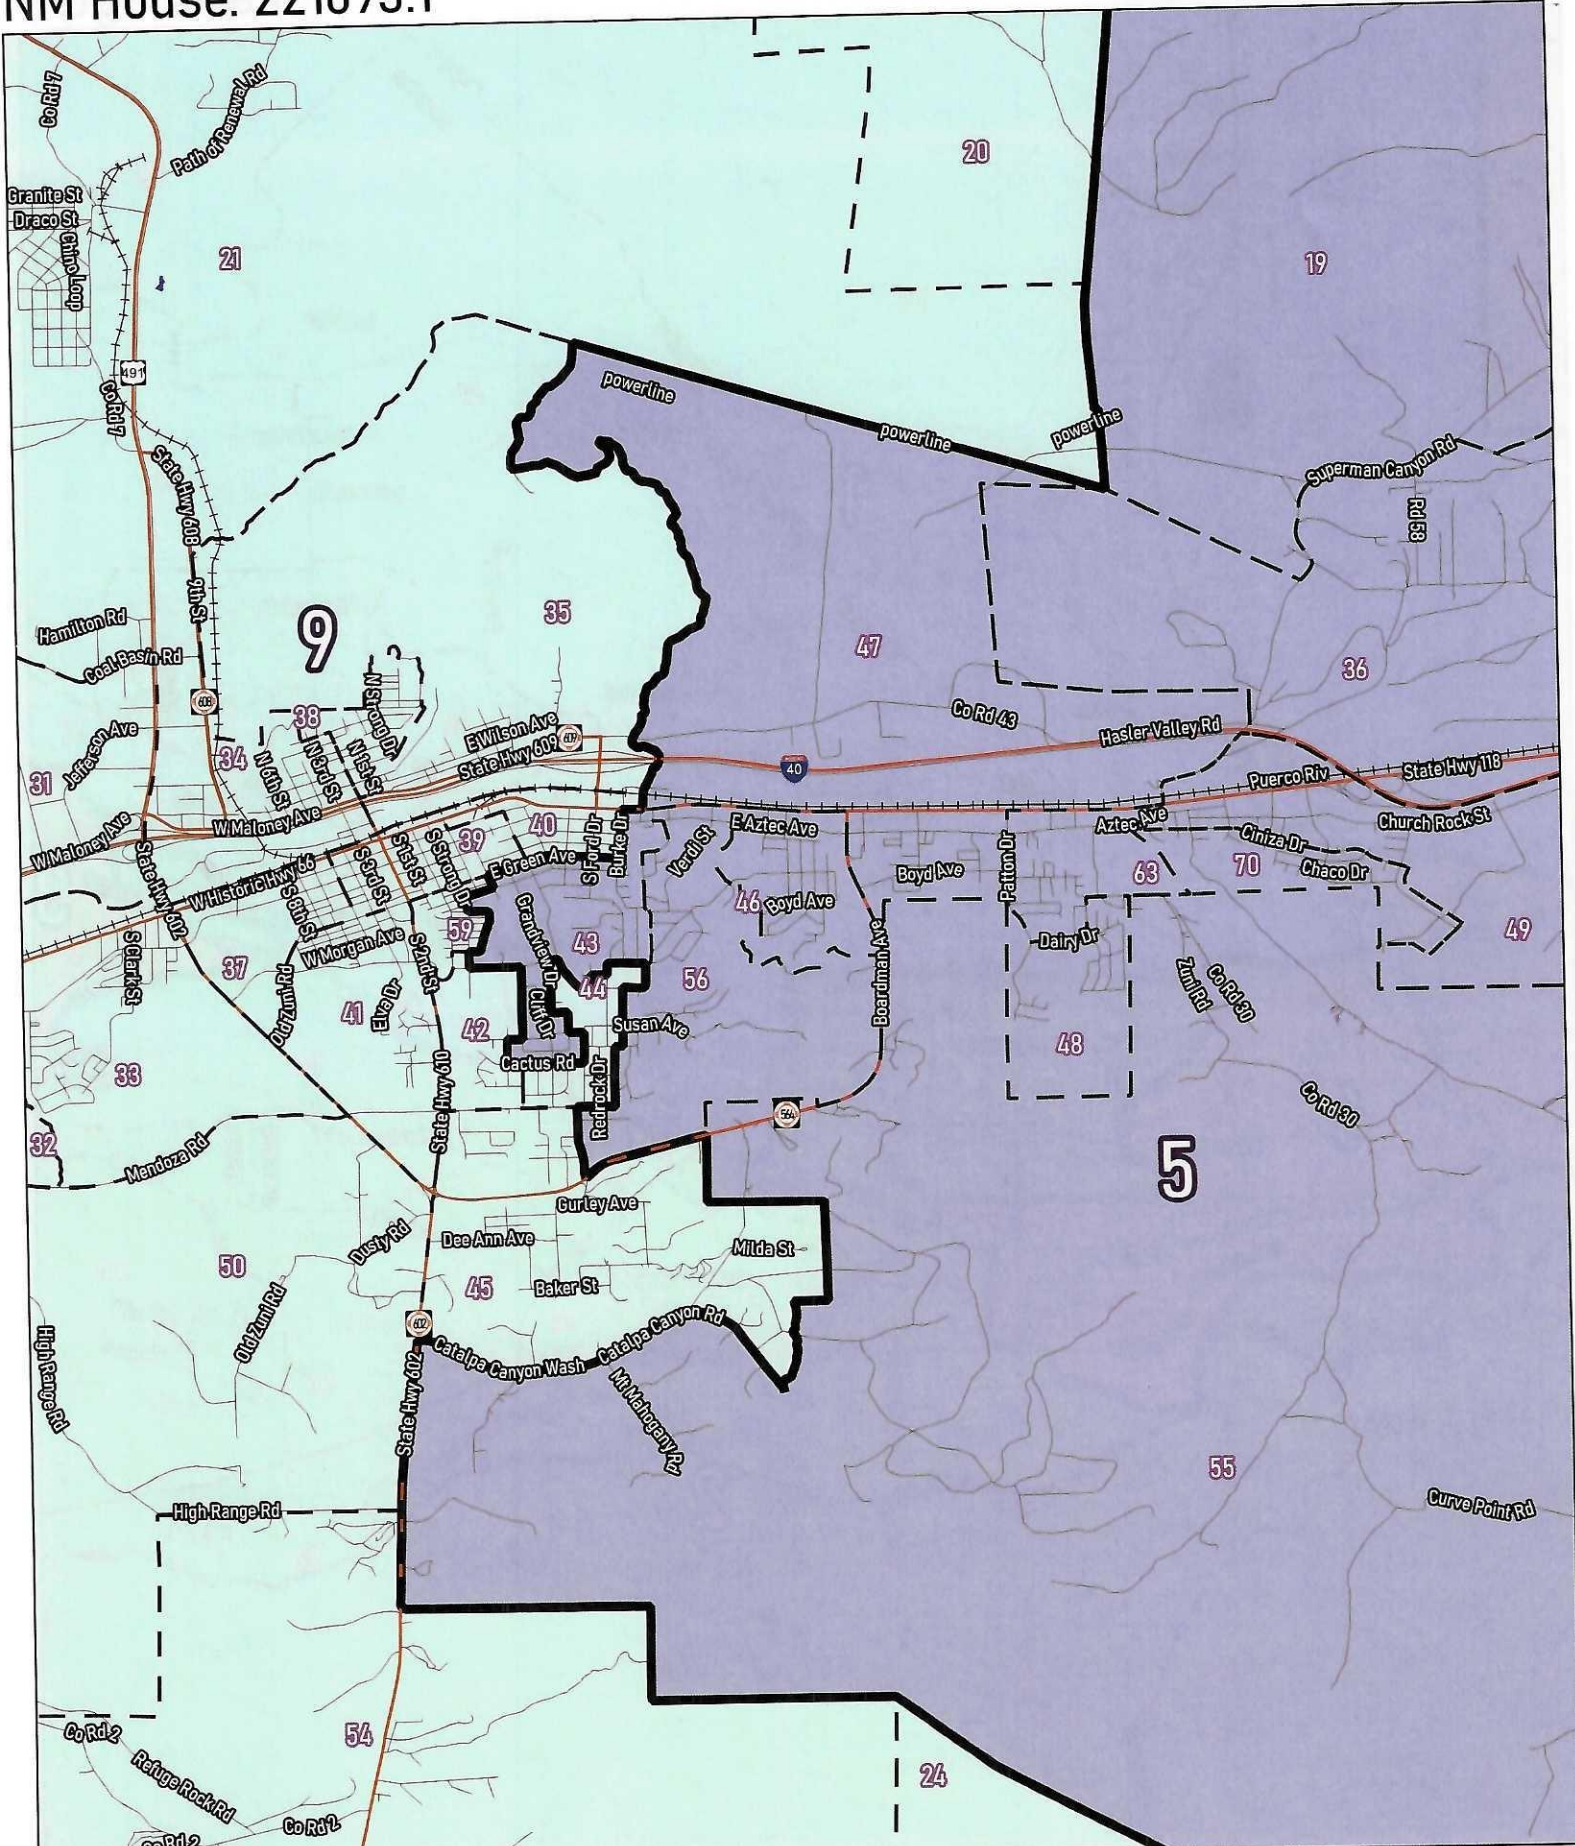 NM House: 221895.1
Co Rd 7
Path of Renewal Rd
Granite St
Draco St
Chino Loop
20
21
19
491
Co Rd 7
powerline
powerline
powerline
State Hwy 608
Superman Canyon Rd
Rd 58
9th St
Hamilton Rd
9
35
47
36
Coal Basin Rd
608
N Strong Dr
38
Co Rd 43
Hasler Valley Rd
Jefferson Ave
E Wilson Ave
609
State Hwy 609
34
N 6th St
N 3rd St
N 1st St
31
40
Puerco Riv
State Hwy 118
W Maloney Ave
W Maloney Ave
39
40
S Ford Dr
Burke Dr
Verdi St
E Aztec Ave
Aztec Ave
Church Rock St
Ciniza Dr
State Hwy 602
W Historic Hwy 66
S 8th St
S 3rd St
S 1st St
S Strong Dr
E Green Ave
46
Boyd Ave
Boyd Ave
Patton Dr
63
70
Chaco Dr
S Clark St
W Morgan Ave
59
Grandview Dr
43
49
37
S 2nd St
44
56
Boardman Ave
Dairy Dr
Zuni Rd
Co Rd 30
Old Zuni Rd
41
Elva Dr
42
Cliff Dr
Susan Ave
48
33
Cactus Rd
Redrock Dr
State Hwy 610
564
Co Rd 30
32
Mendoza Rd
5
Gurley Ave
Dusty Rd
Dee Ann Ave
Milda St
50
45
Baker St
Old Zuni Rd
602
Catalpa Canyon Wash
Catalpa Canyon Rd
High Range Rd
State Hwy 602
Mt Mahogany Rd
55
High Range Rd
Curve Point Rd
54
Co Rd 2
Refuge Rock Rd
24
Co Rd 2
Co Rd 2